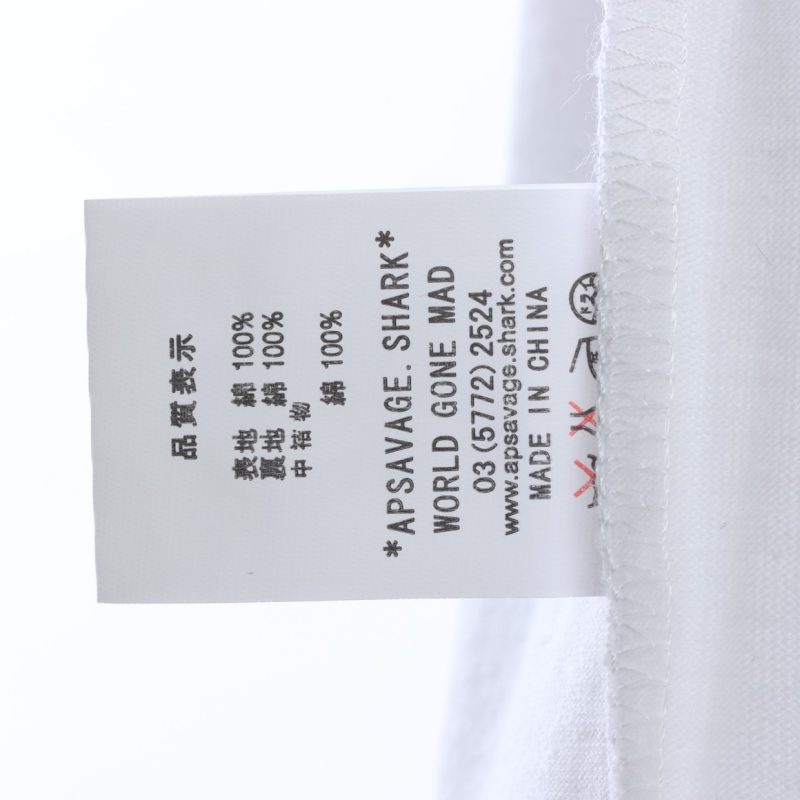 品質表示
表地 綿 100%
裏地 綿 100%
中袷物
綿 100%
*APSAVAGE.SHARK*
WORLD GONE MAD
03(5772)2524
www.apsavage.shark.com
MADE IN CHINA